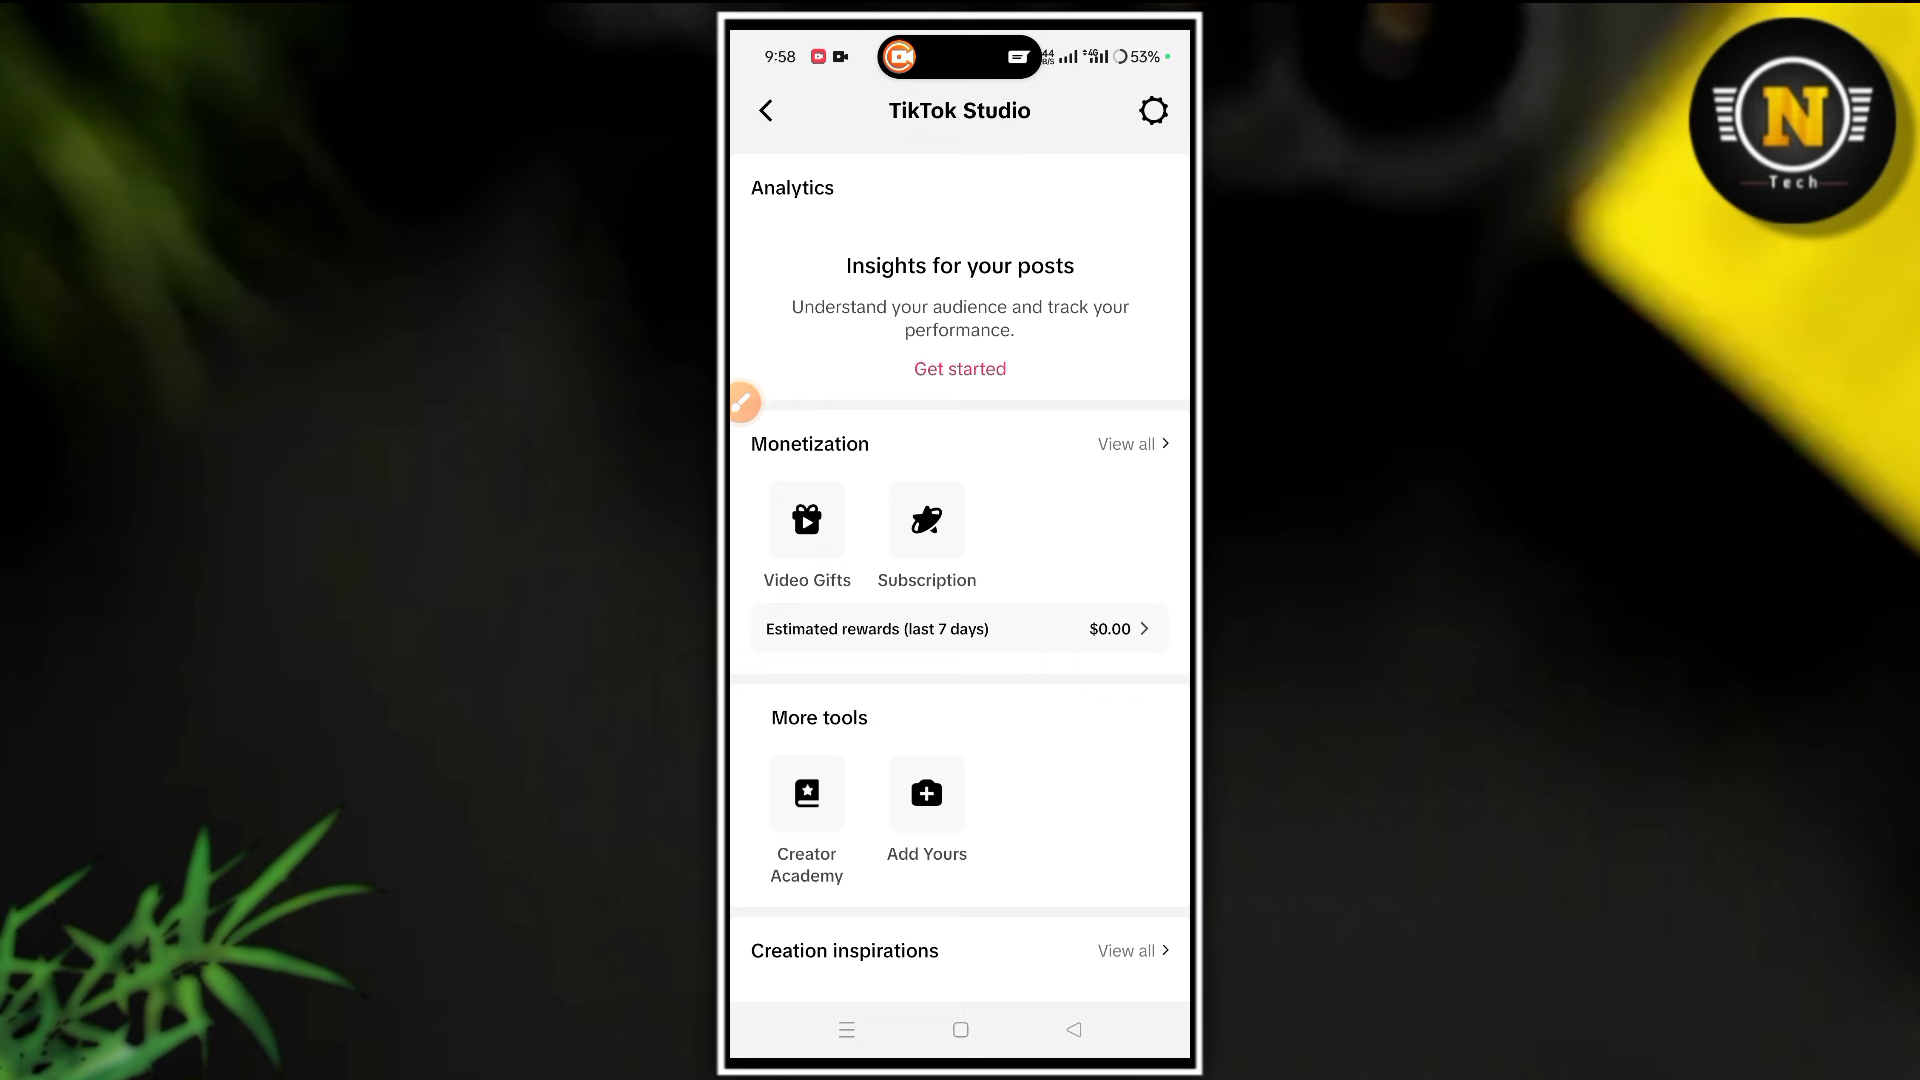 9:58
44
B/S
4G
53%
TikTok Studio
N
Tech
Analytics
Insights for your posts
Understand your audience and track your
performance.
Get started
Monetization
View all
Video Gifts
Subscription
Estimated rewards (last 7 days)
$0.00
More tools
Creator
Academy
Add Yours
Creation inspirations
View all